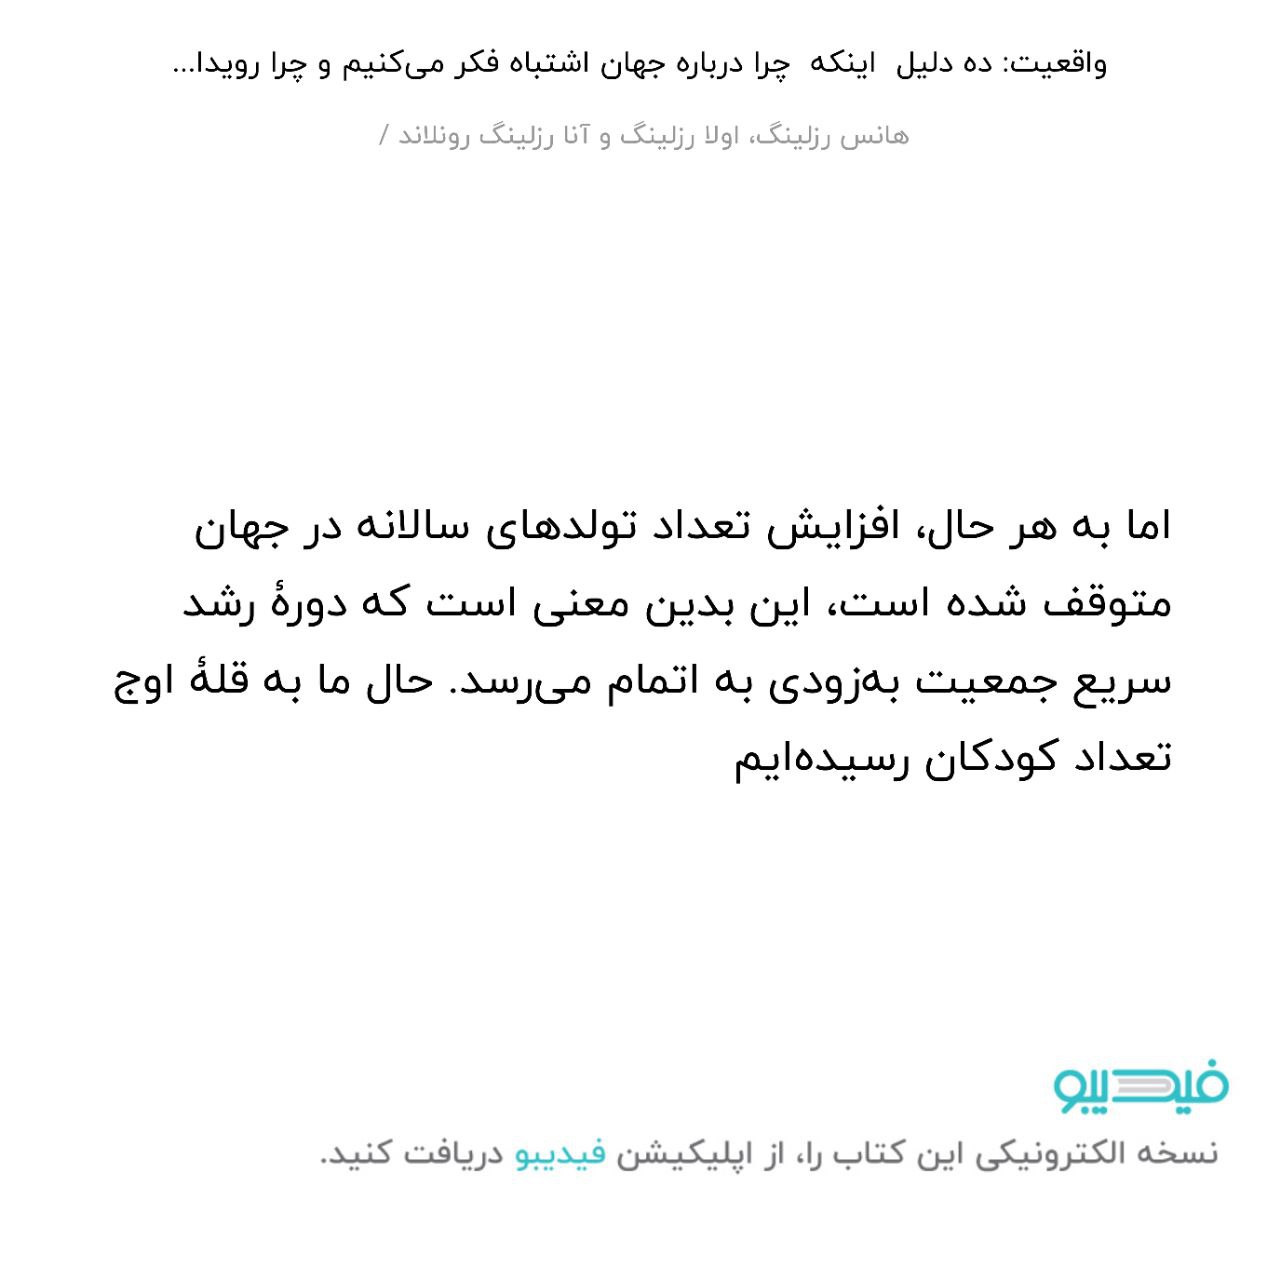 واقعیت: ده دلیل اینکه چرا درباره جهان اشتباه فکر می‌کنیم و چرا رویدا...
هانس رزلینگ، اولا رزلینگ و آنا رزلینگ رونلاند /
اما به هر حال، افزایش تعداد تولدهای سالانه در جهان
متوقف شده است، این بدین معنی است که دورهٔ رشد
سریع جمعیت به‌زودی به اتمام می‌رسد. حال ما به قلهٔ اوج
تعداد کودکان رسیده‌ایم
فیدیبو
نسخه الکترونیکی این کتاب را، از اپلیکیشن فیدیبو دریافت کنید.